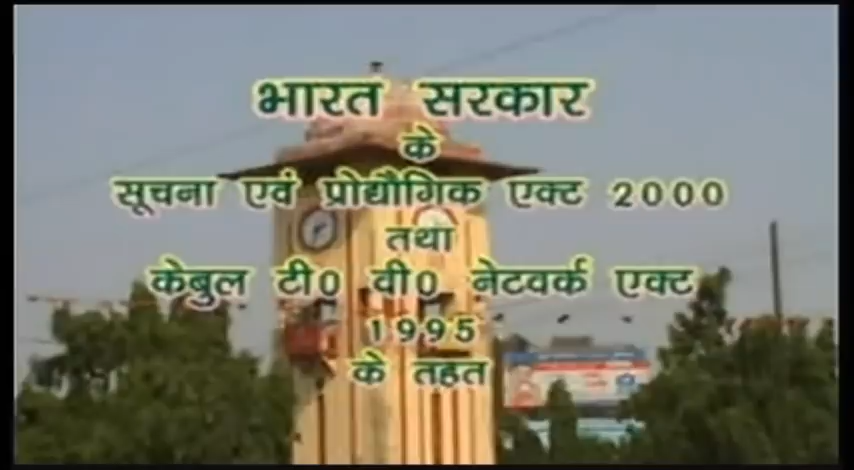 भारत सरकार
के
सूचना एवं प्रोद्यौगिक एक्ट 2000
तथा
केबुल टी0 वी0 नेटवर्क एक्ट
1995
के तहत